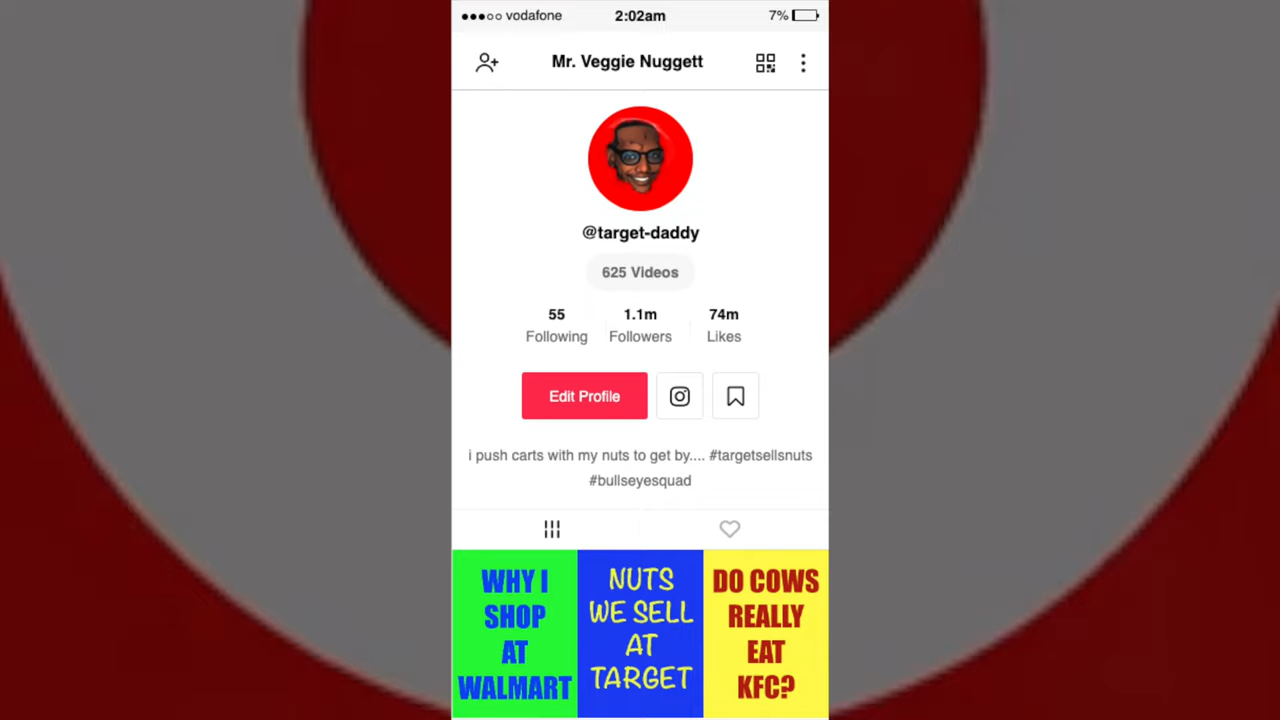 vodafone 2:02am 7%
Mr. Veggie Nuggett
@target-daddy
625 Videos
55 1.1m 74m
Following Followers Likes
Edit Profile
i push carts with my nuts to get by.... #targetsellsnuts
#bullseyesquad
WHY I
SHOP
AT
WALMART
NUTS
WE SELL
AT
TARGET
DO COWS
REALLY
EAT
KFC?